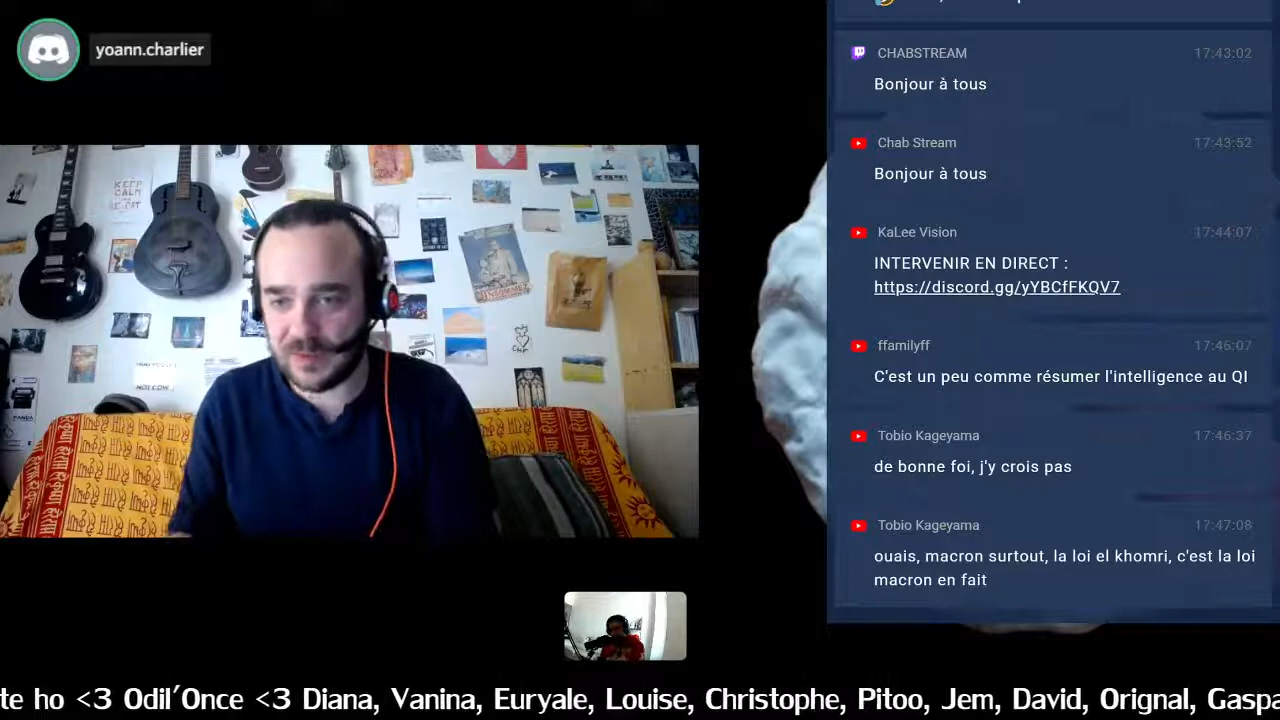 yoann.charlier
CHABSTREAM 17:43:02
Bonjour à tous
Chab Stream 17:43:52
Bonjour à tous
KaLee Vision 17:44:07
INTERVENIR EN DIRECT :
https://discord.gg/yYBCfFKQV7
ffamilyff 17:46:07
C'est un peu comme résumer l'intelligence au QI
Tobio Kageyama 17:46:37
de bonne foi, j'y crois pas
Tobio Kageyama 17:47:08
ouais, macron surtout, la loi el khomri, c'est la loi
macron en fait
KEEP
CALM
te ho <3 Odil'Once <3 Diana, Vanina, Euryale, Louise, Christophe, Pitoo, Jem, David, Orignal, Gaspa